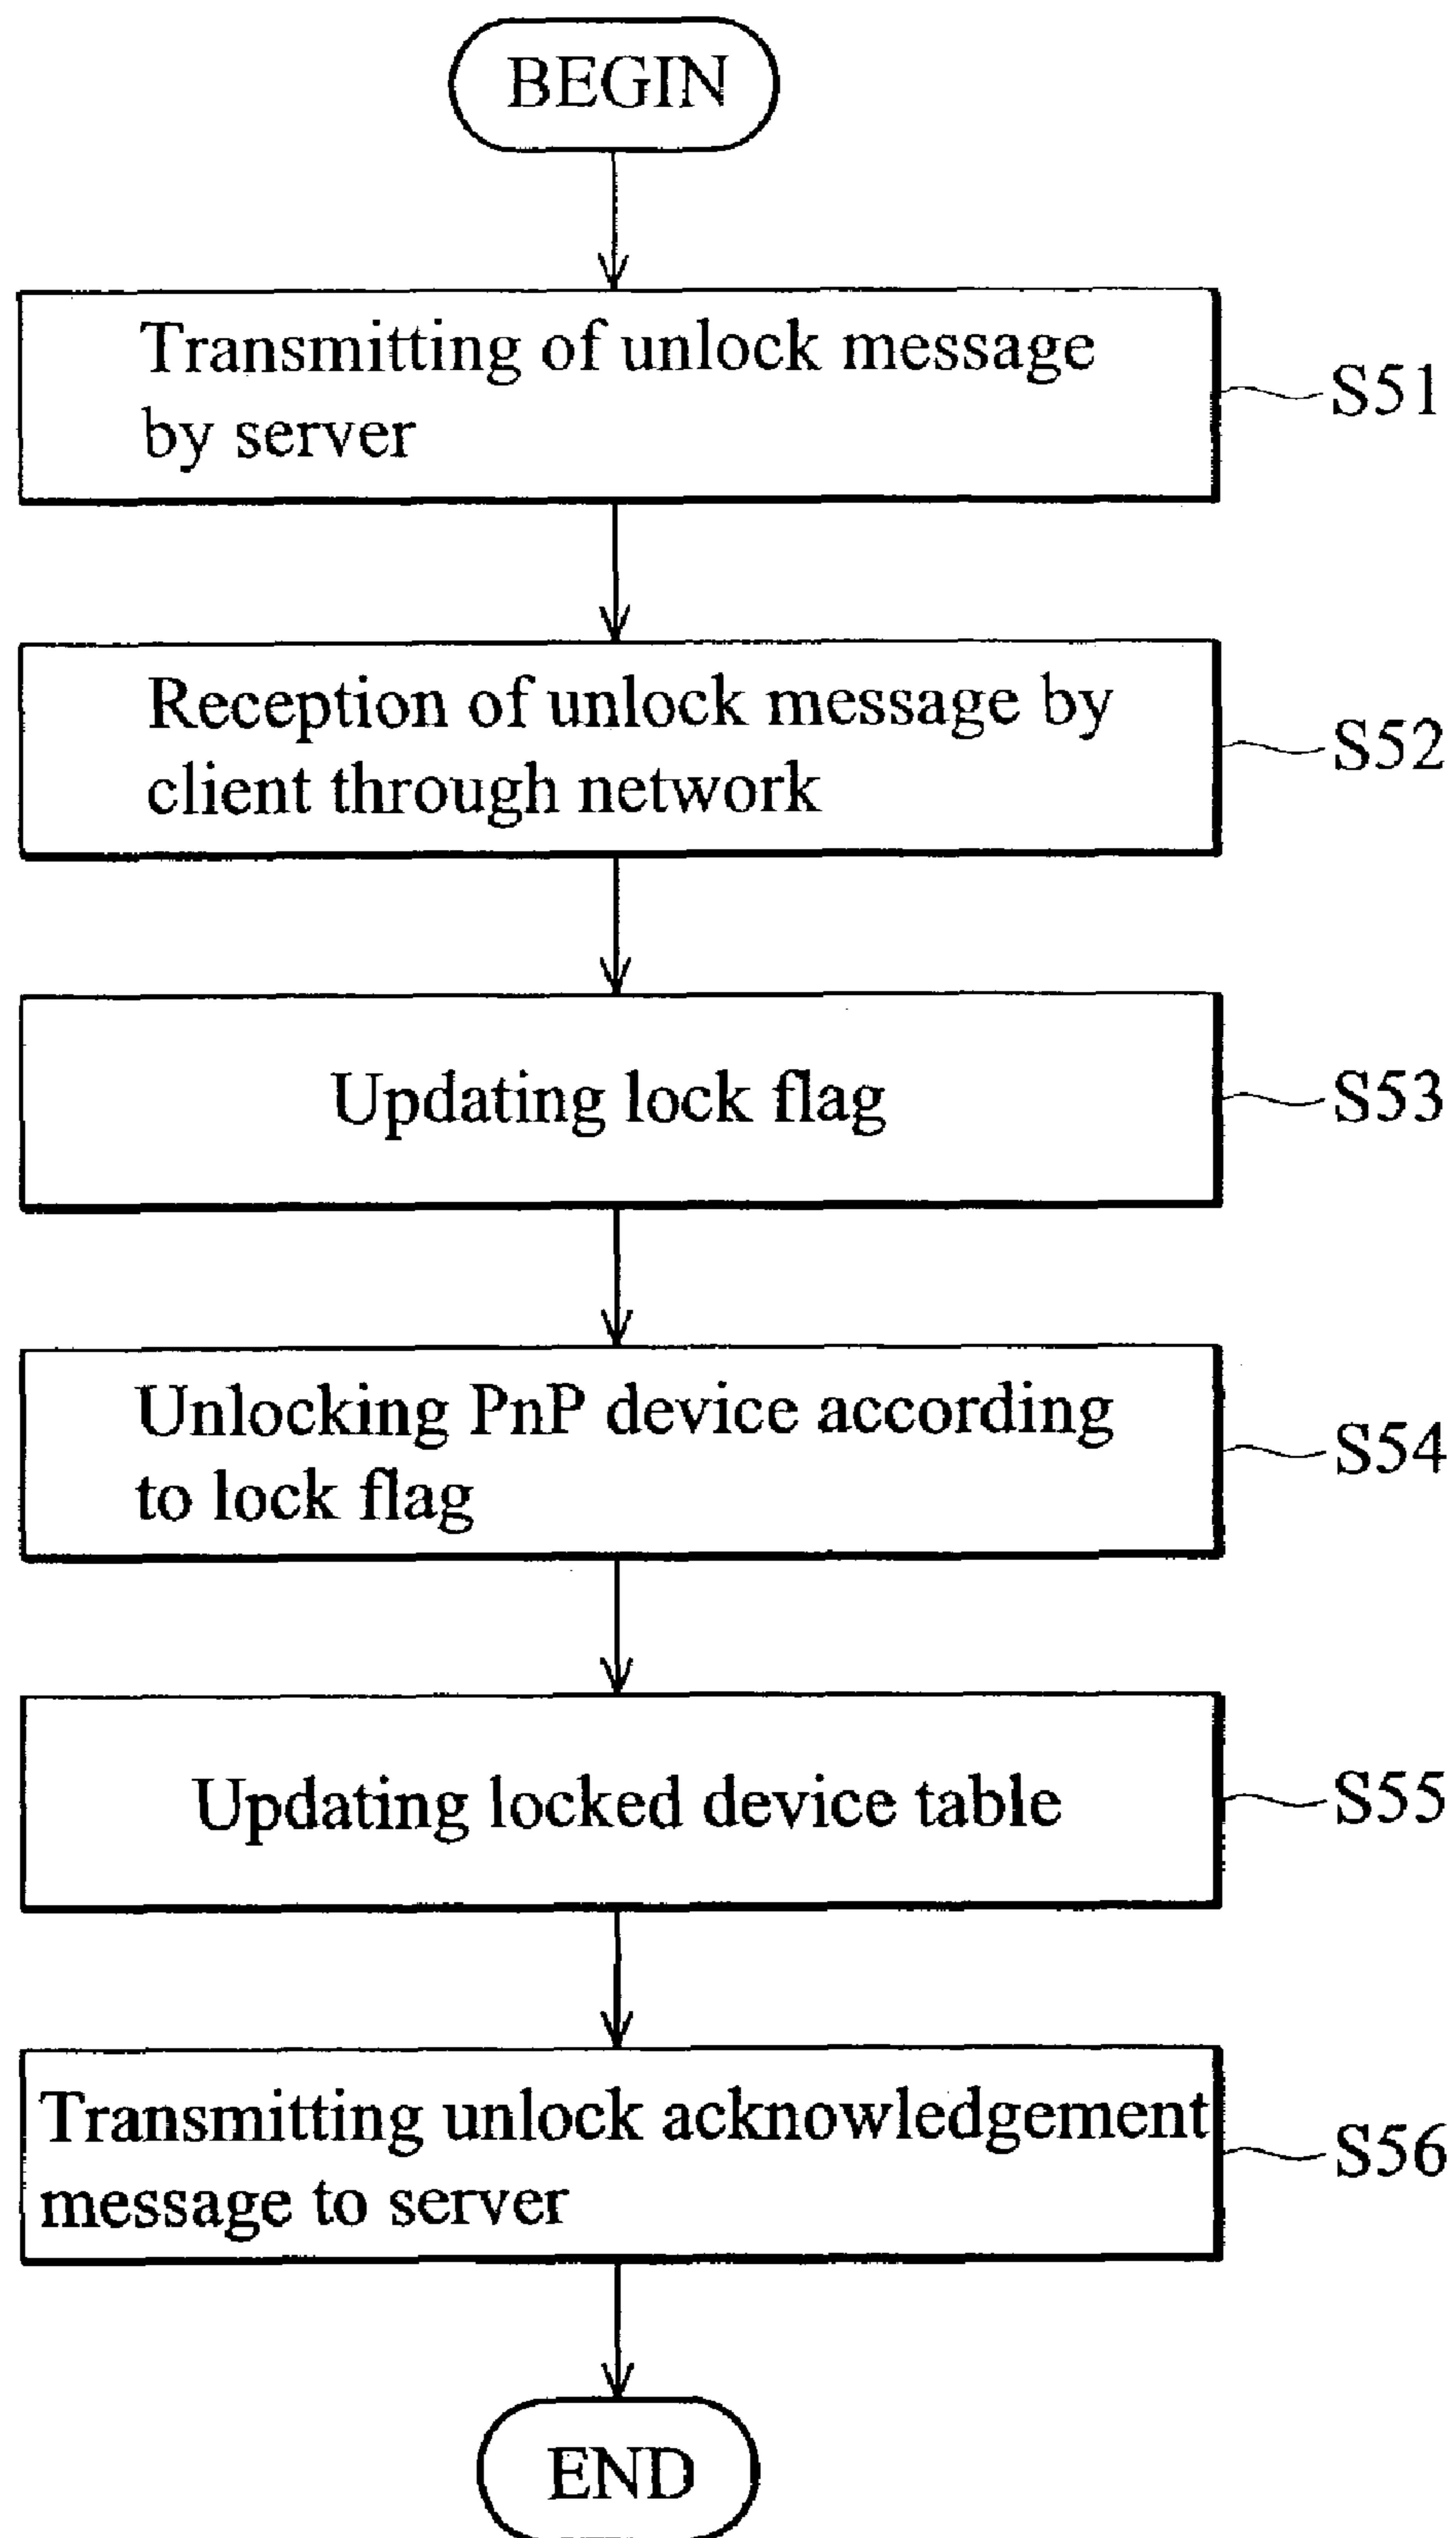 BEGIN
Transmitting of unlock message
by server
S51
Reception of unlock message by
client through network
S52
Updating lock flag
S53
Unlocking PnP device according
to lock flag
S54
Updating locked device table
S55
Transmitting unlock acknowledgement
message to server
S56
END